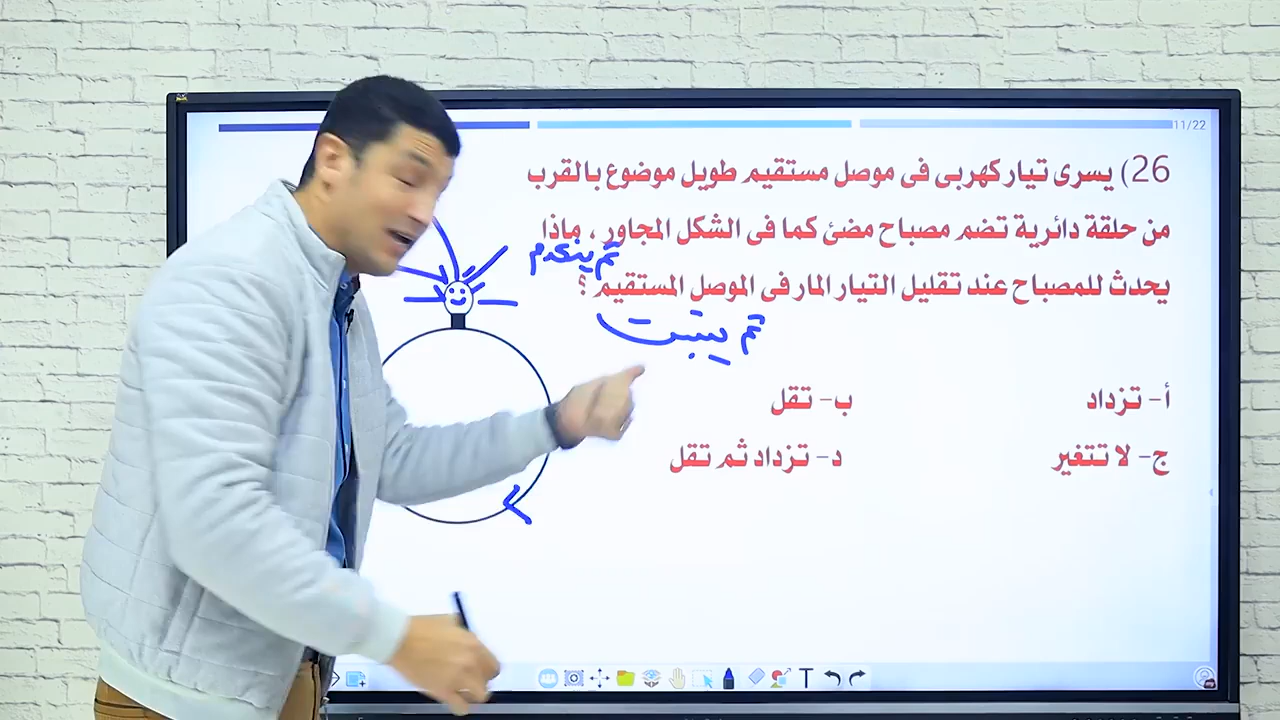 11/22
26) يسرى تيار كهربى فى موصل مستقيم طويل موضوع بالقرب
من حلقة دائرية تضم مصباح مضئ كما فى الشكل المجاور ، ماذا
ثم ينعدم
يحدث للمصباح عند تقليل التيار المار فى الموصل المستقيم ؟
ثم يثبت
أ- تزداد
ب- تقل
ج- لا تتغير
د- تزداد ثم تقل